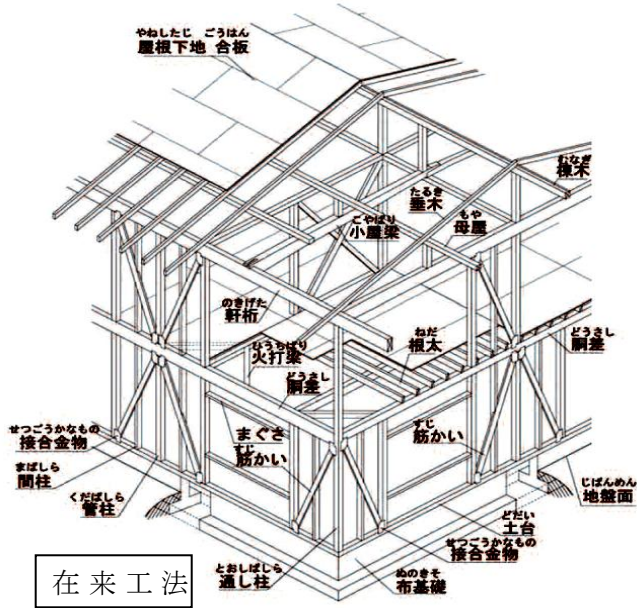 やねしたじ ごうはん
屋根下地 合板
むなぎ
棟木
たるき
垂木
もや
母屋
こやばり
小屋梁
のきげた
軒桁
ひうちばり
火打梁
ねだ
根太
どうさし
胴差
どうさし
胴差
まぐさ
すじ
筋かい
すじ
筋かい
せつごうかなもの
接合金物
まばしら
間柱
くだばしら
管柱
じばんめん
地盤面
どだい
土台
せつごうかなもの
接合金物
とおしばしら
通し柱
ぬのきそ
布基礎
在来工法